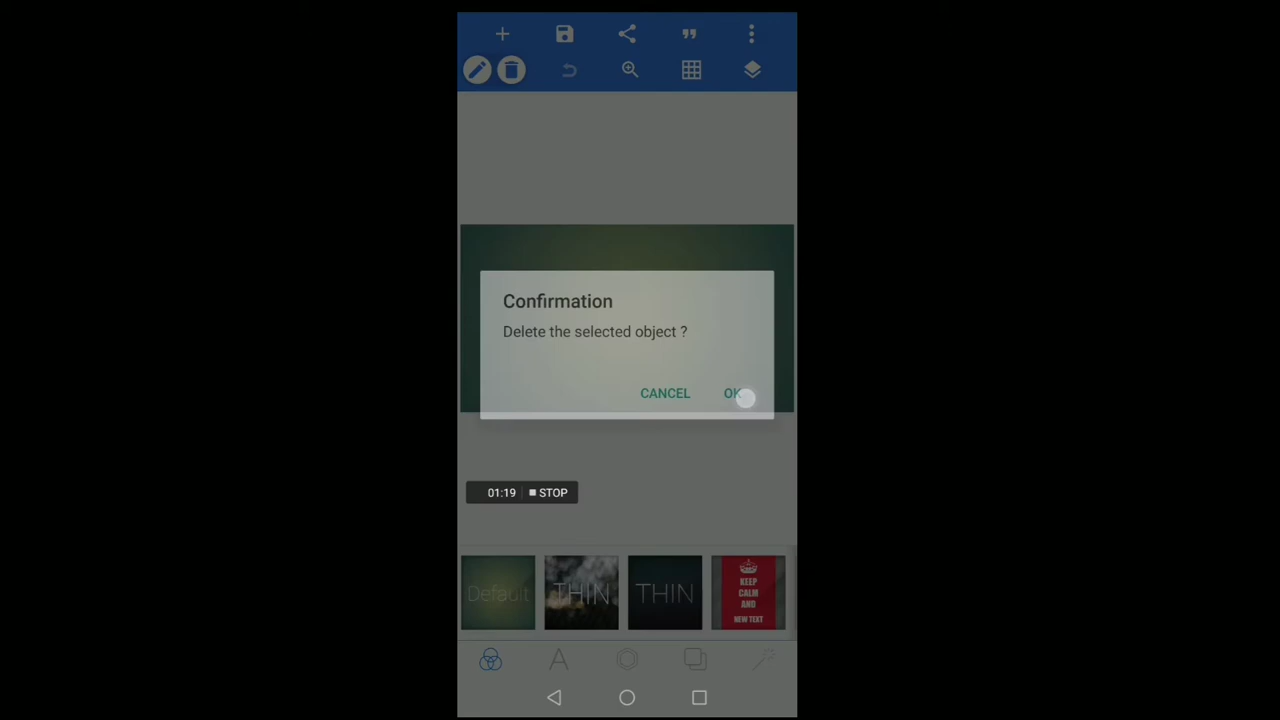 Confirmation
Delete the selected object ?
CANCEL OK
01:19 STOP
Default
THIN
THIN
KEEP
CALM
AND
NEW TEXT